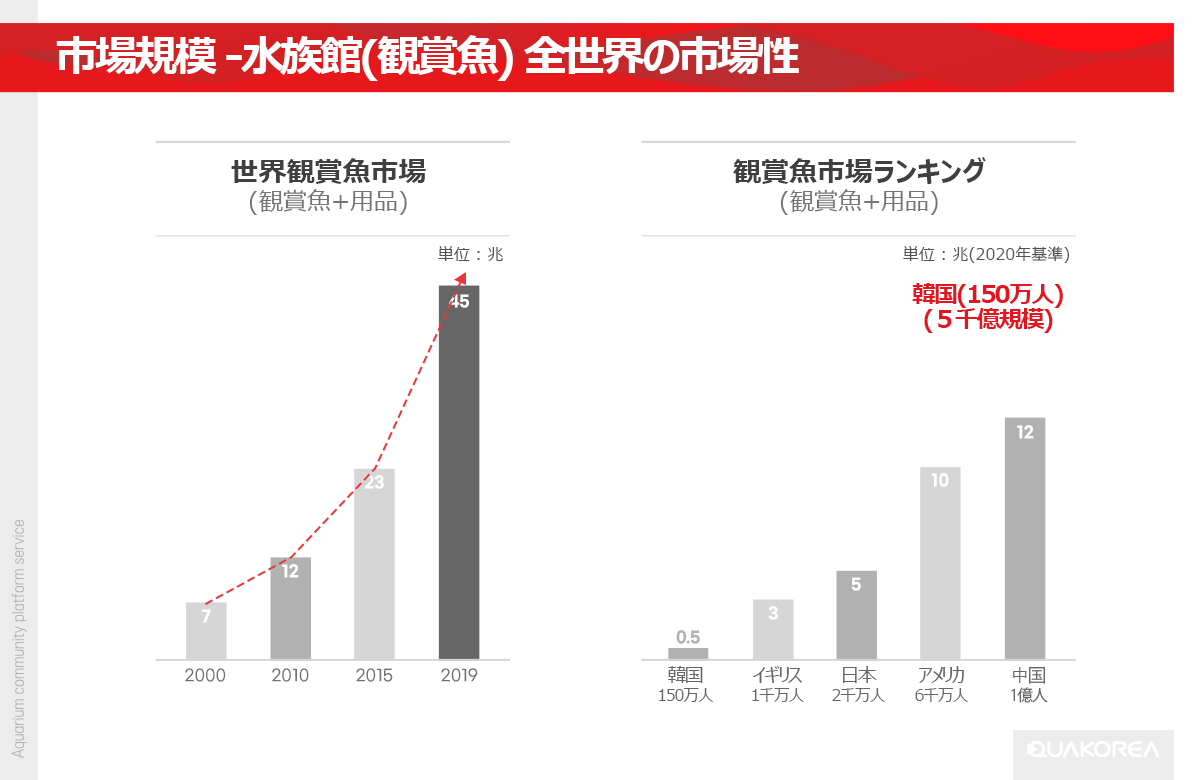 市場規模 -水族館(観賞魚) 全世界の市場性
世界観賞魚市場
(観賞魚+用品)
単位：兆
45
23
12
7
2000 2010 2015 2019
観賞魚市場ランキング
(観賞魚+用品)
単位：兆(2020年基準)
韓国(150万人)
(５千億規模)
12
10
5
3
0.5
韓国 イギリス 日本 アメリカ 中国
150万人 1千万人 2千万人 6千万人 1億人
Aquarium community platform service
QUAKOREA